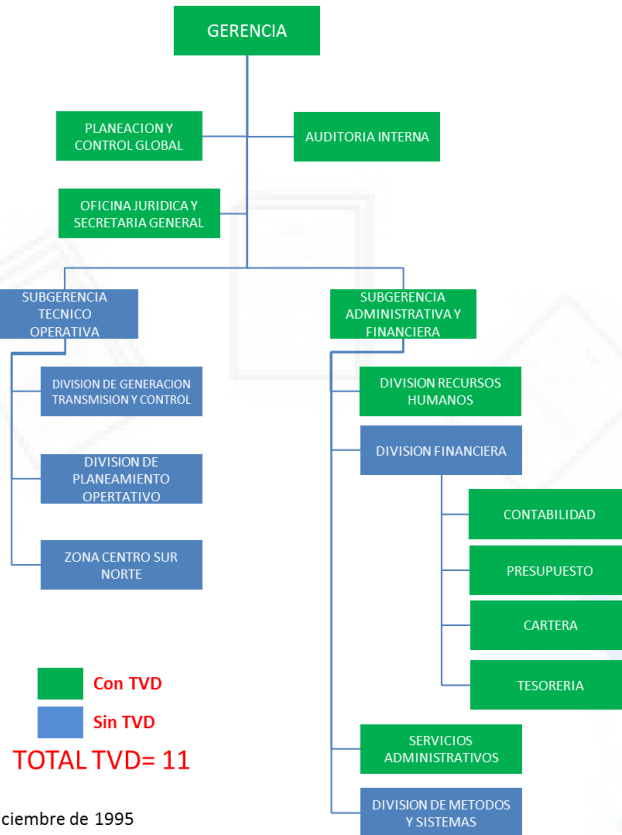 GERENCIA
PLANEACION Y
CONTROL GLOBAL
AUDITORIA INTERNA
OFICINA JURIDICA Y
SECRETARIA GENERAL
SUBGERENCIA
TECNICO
OPERATIVA
SUBGERENCIA
ADMINISTRATIVA Y
FINANCIERA
DIVISION DE GENERACION
TRANSMISION Y CONTROL
DIVISION DE
PLANEAMIENTO
OPERTATIVO
ZONA CENTRO SUR
NORTE
DIVISION RECURSOS
HUMANOS
DIVISION FINANCIERA
CONTABILIDAD
PRESUPUESTO
CARTERA
TESORERIA
SERVICIOS
ADMINISTRATIVOS
DIVISION DE METODOS
Y SISTEMAS
Con TVD
Sin TVD
TOTAL TVD= 11
ciembre de 1995